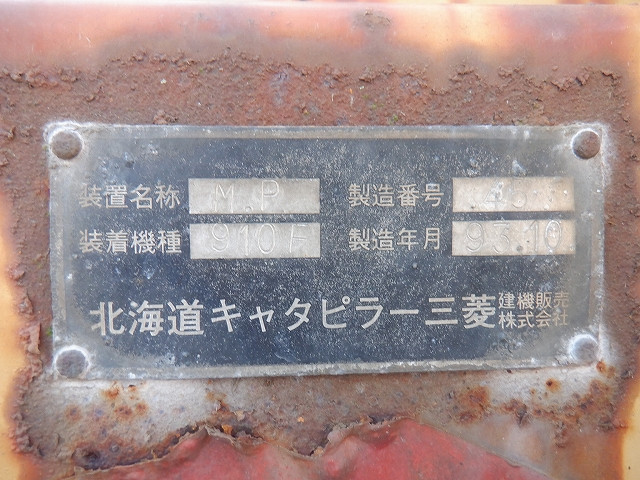 装置名称 M.P 製造番号
装着機種 910F 製造年月 93.10
北海道キャタピラー三菱建機販売株式会社